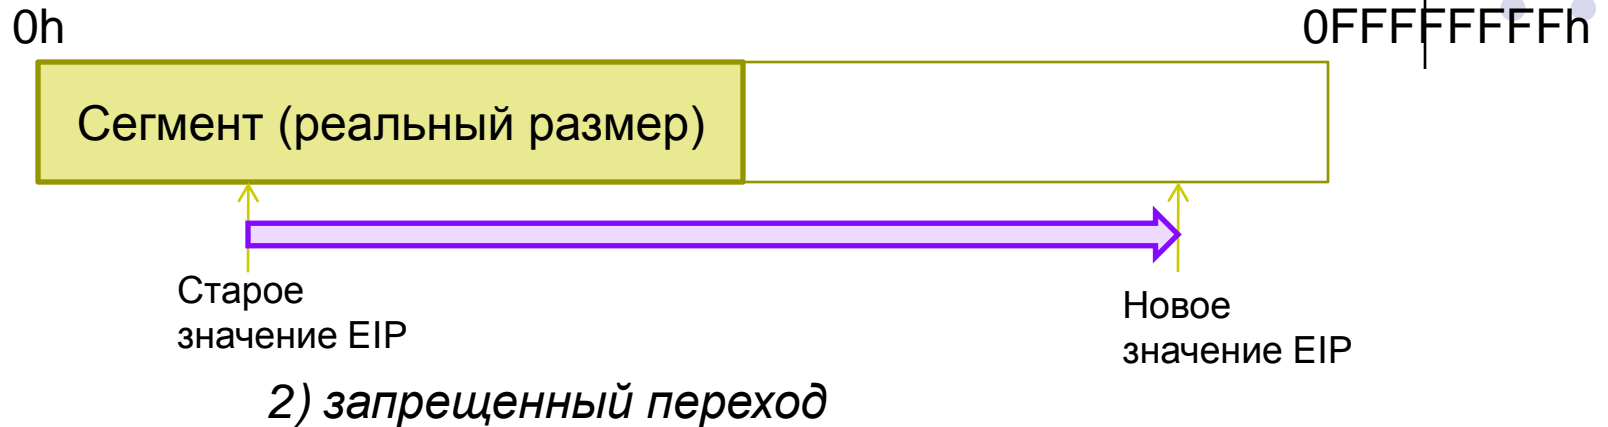 0h
0FFFFFFFFh
Сегмент (реальный размер)
Старое
значение EIP
Новое
значение EIP
2) запрещенный переход